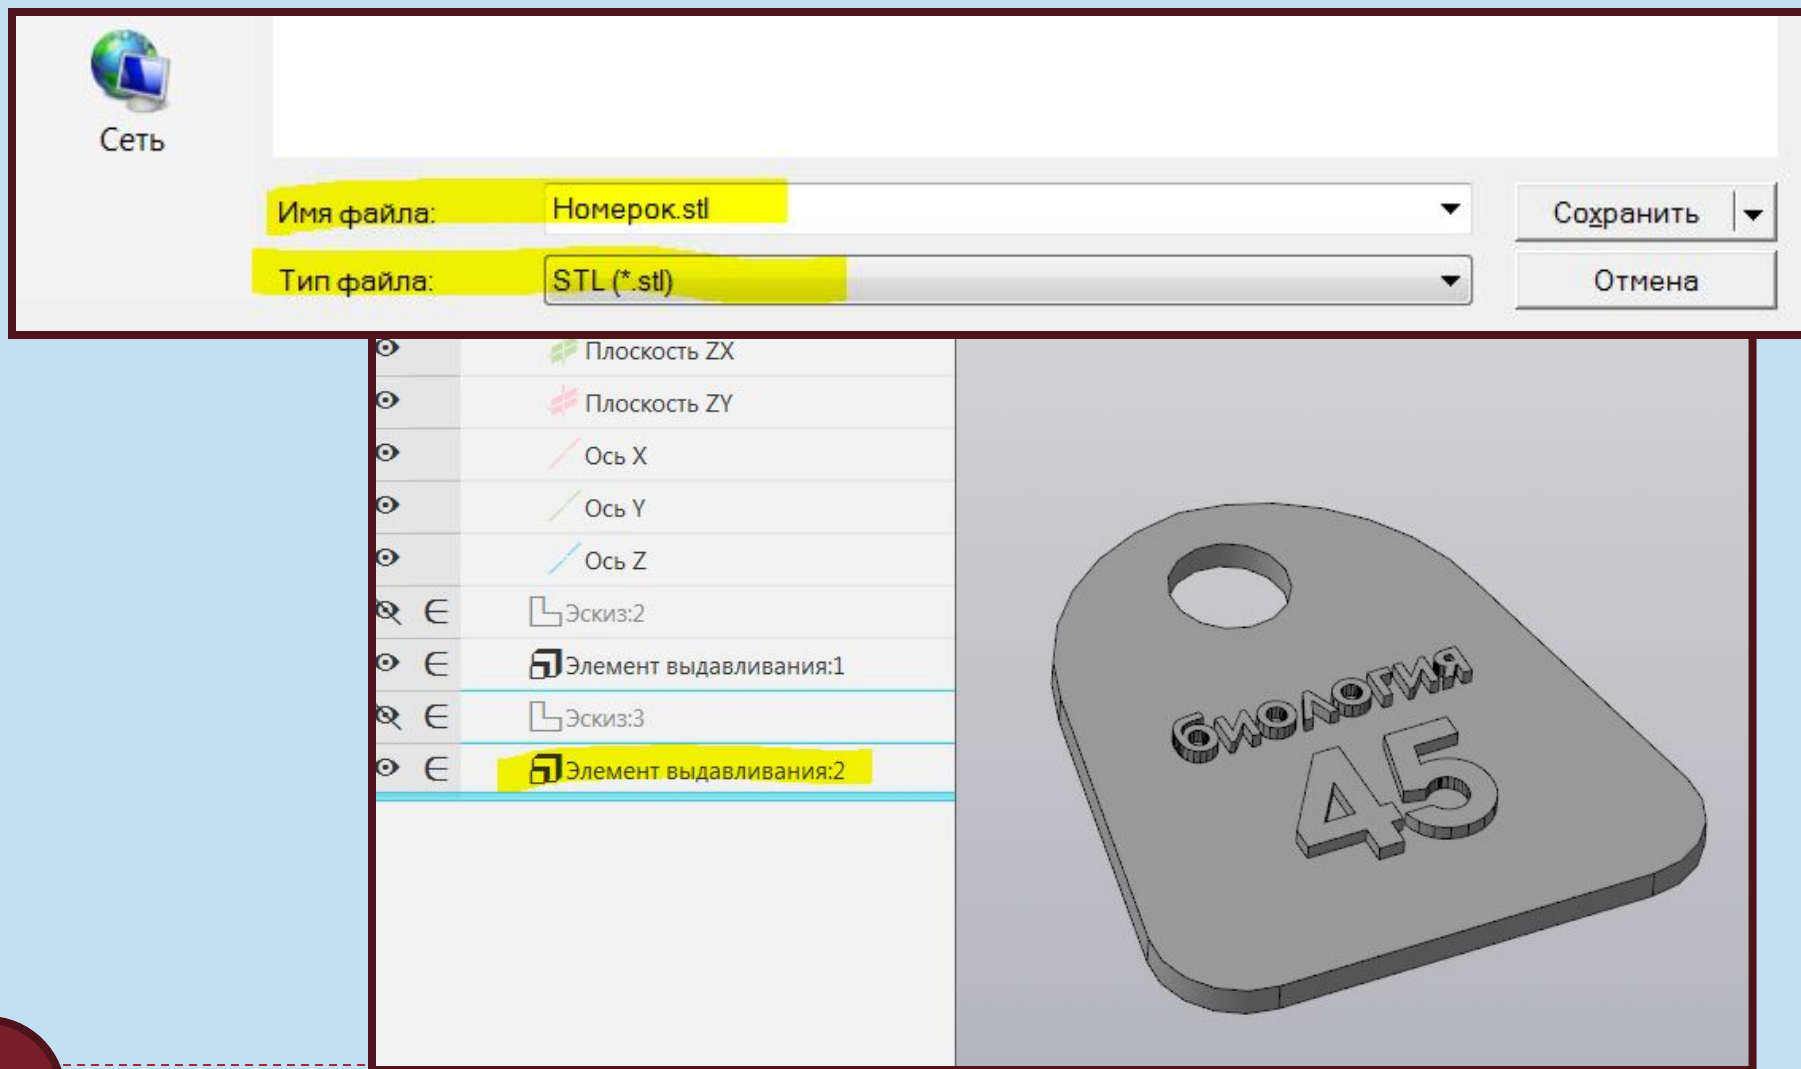 Сеть
Имя файла: Номерок.stl Сохранить
Тип файла: STL (*.stl) Отмена
Плоскость ZX
Плоскость ZY
Ось X
Ось Y
Ось Z
Эскиз:2
Элемент выдавливания:1
Эскиз:3
Элемент выдавливания:2
биология
45